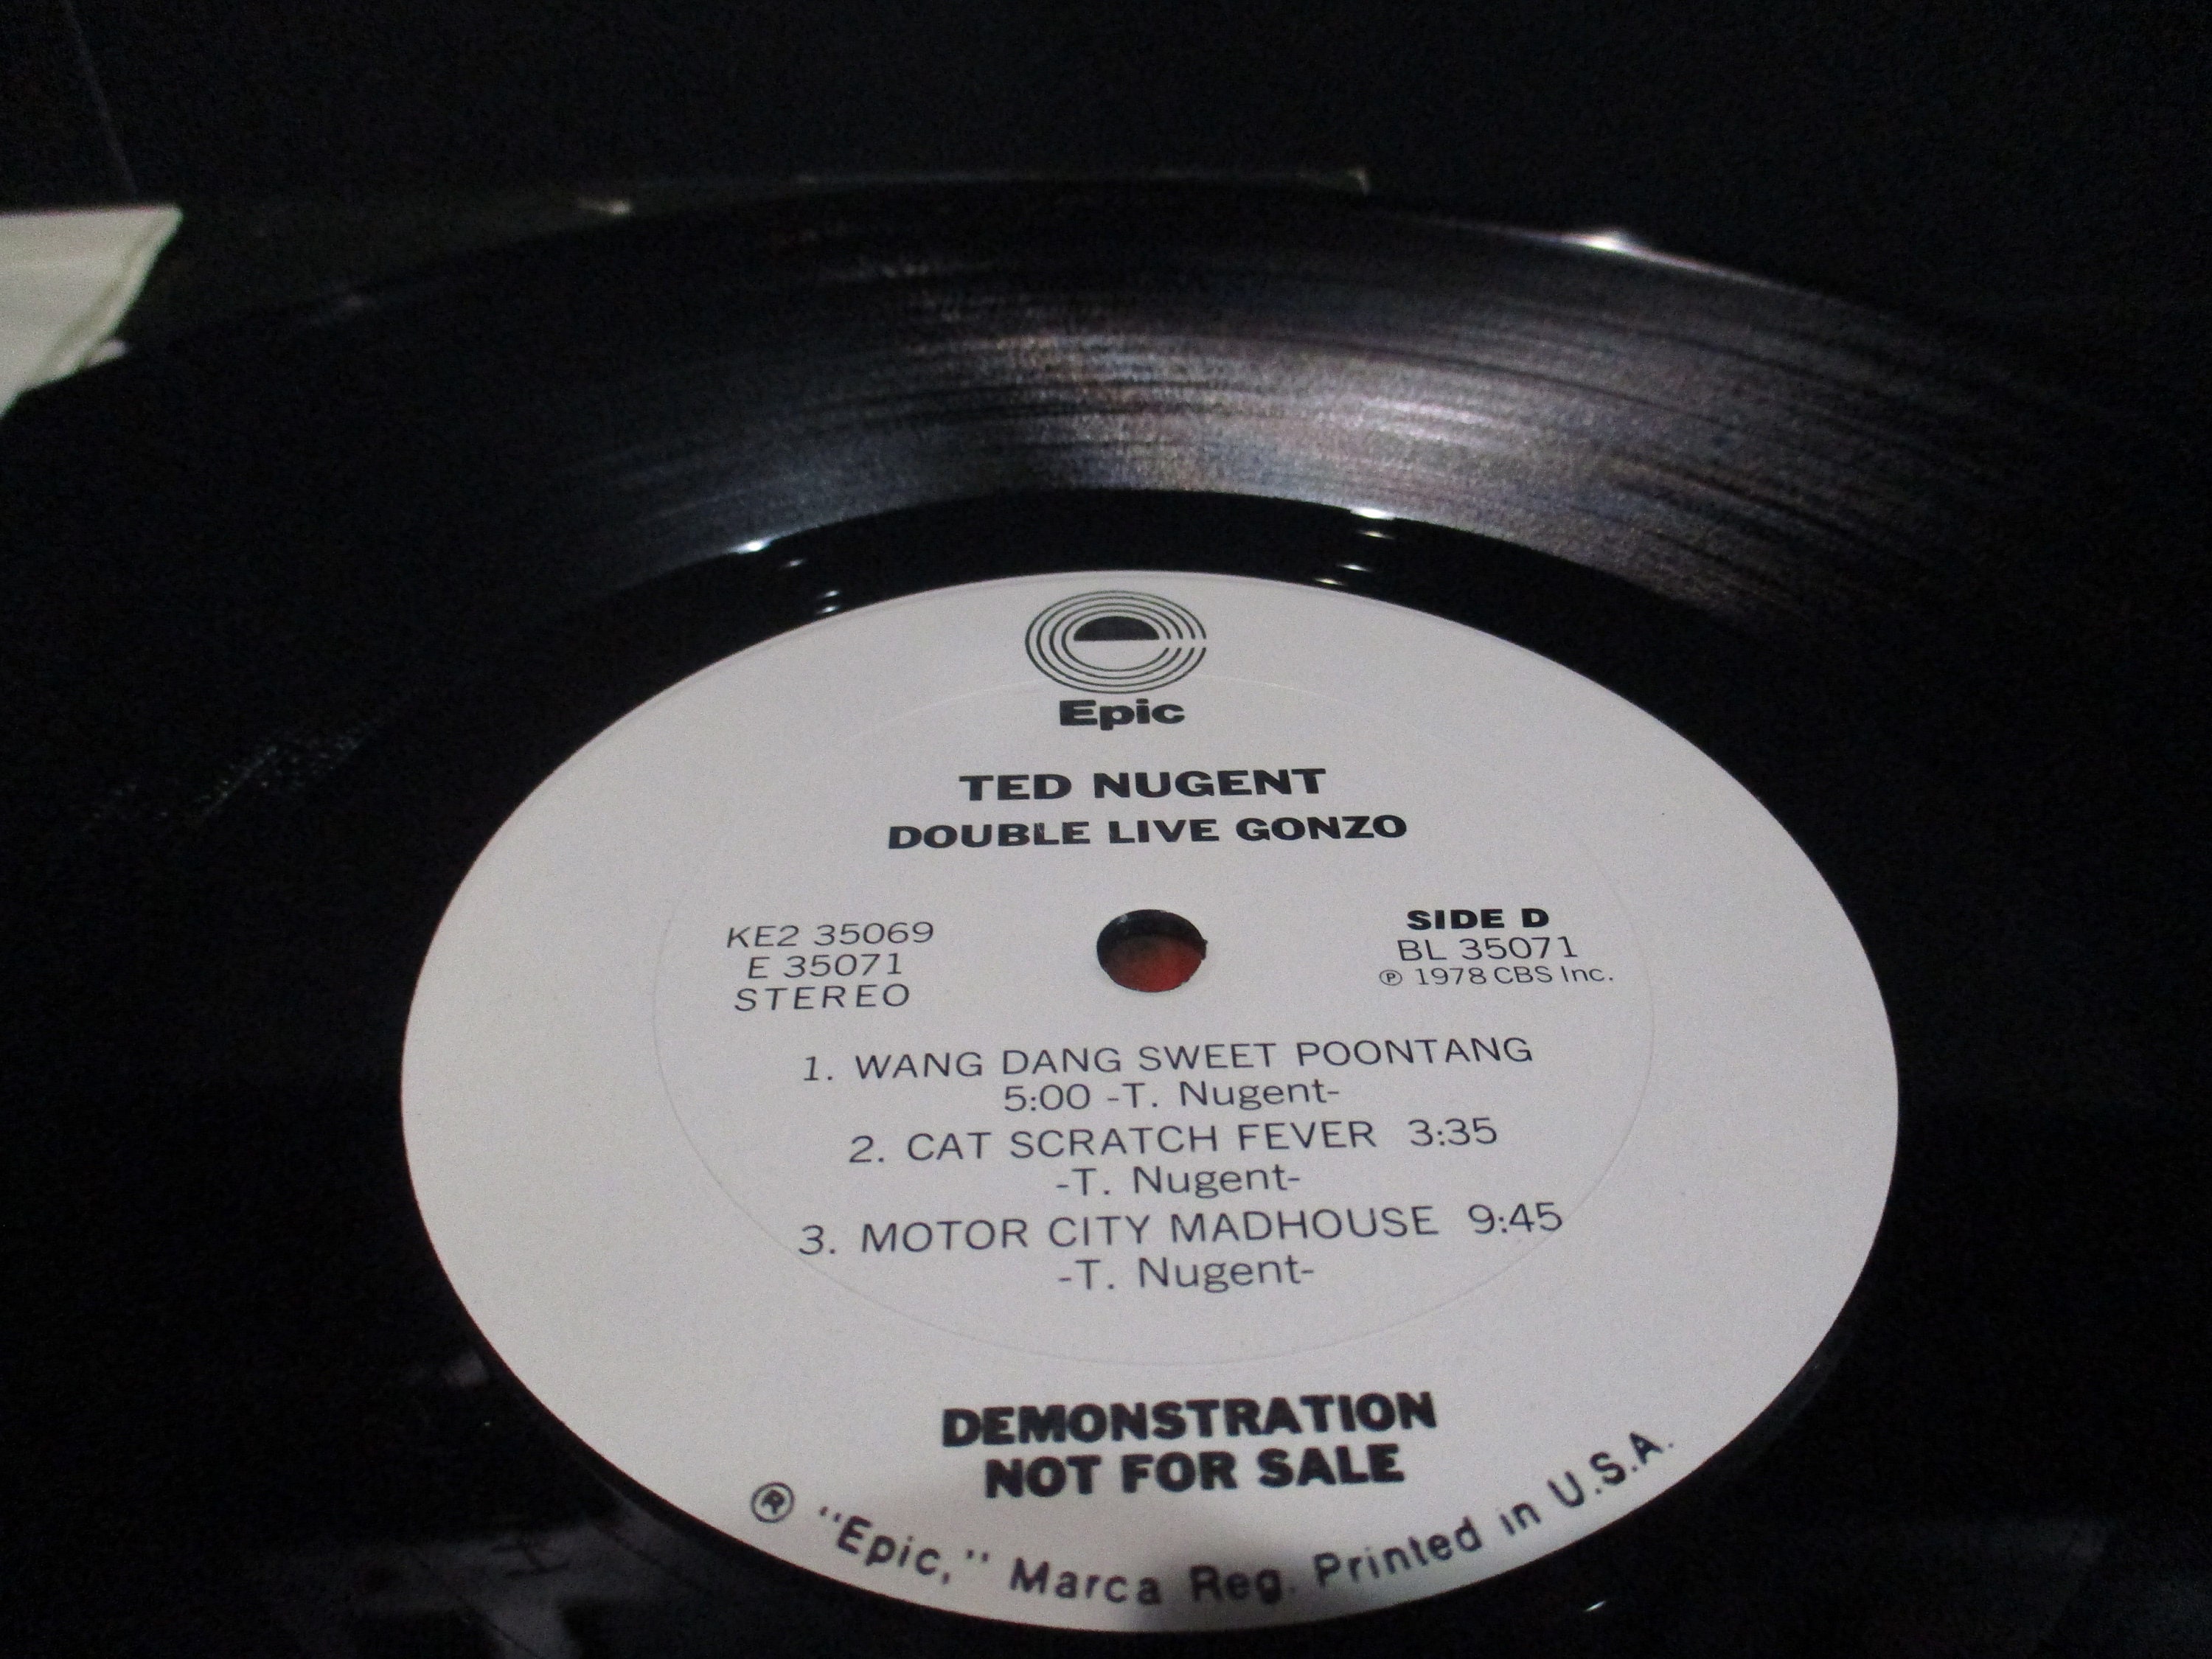 Epic
TED NUGENT
DOUBLE LIVE GONZO
KE2 35069
E 35071
STEREO
SIDE D
BL 35071
℗ 1978 CBS Inc.
1. WANG DANG SWEET POONTANG
5:00 -T. Nugent-
2. CAT SCRATCH FEVER 3:35
-T. Nugent-
3. MOTOR CITY MADHOUSE 9:45
-T. Nugent-
DEMONSTRATION
NOT FOR SALE
® "Epic," Marca Reg. Printed in U.S.A.